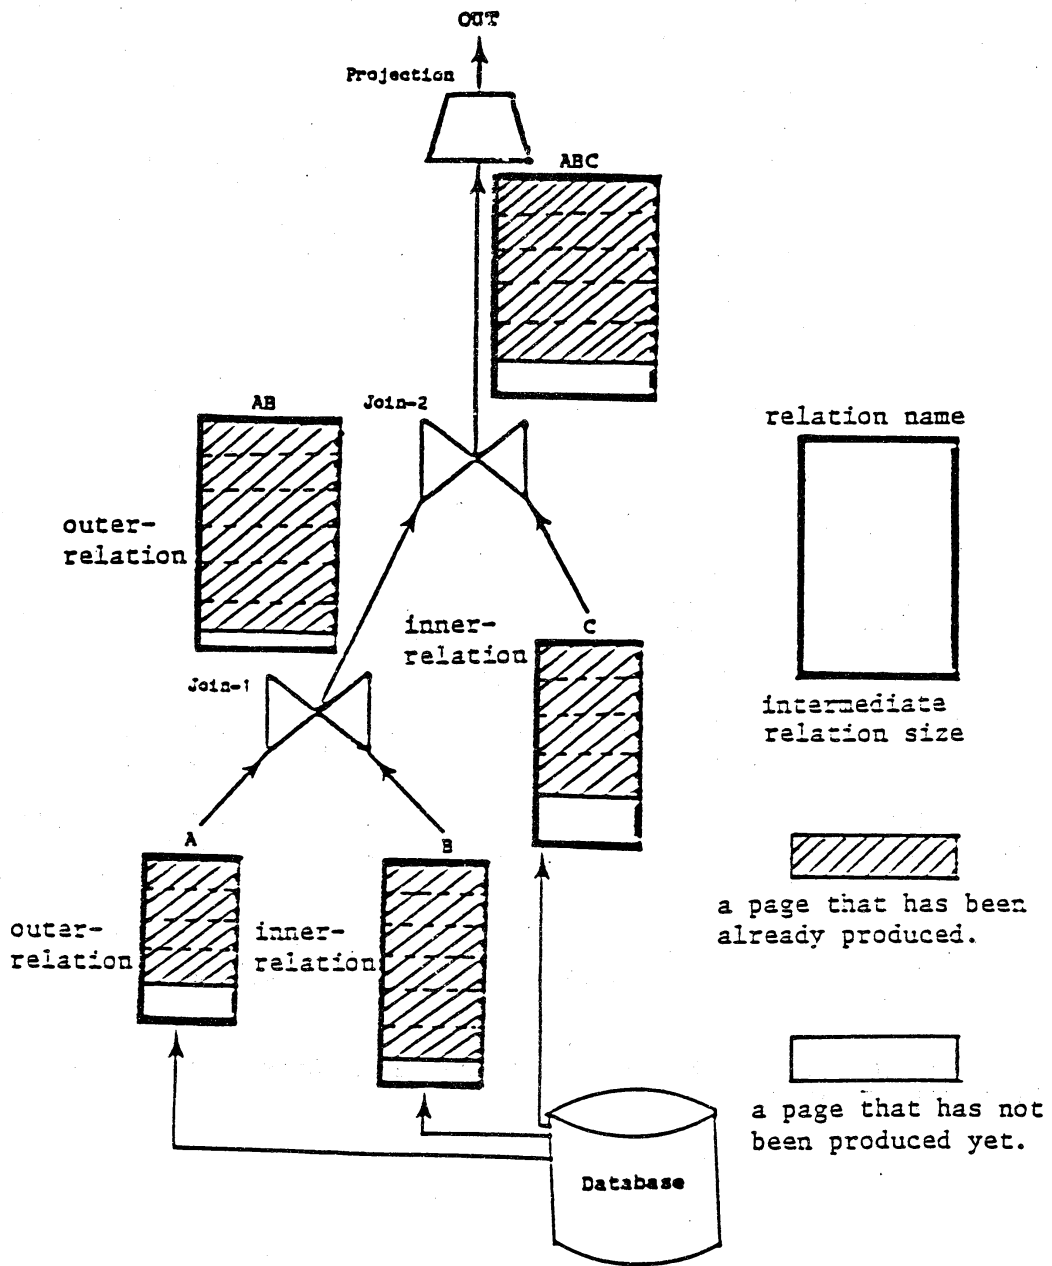 OUT
Projection
ABC
AB
Join-2
relation name
outer-
relation
inner-
relation
C
Join-1
intermediate
relation size
A
B
outer-
relation
inner-
relation
a page that has been
already produced.
a page that has not
been produced yet.
Database